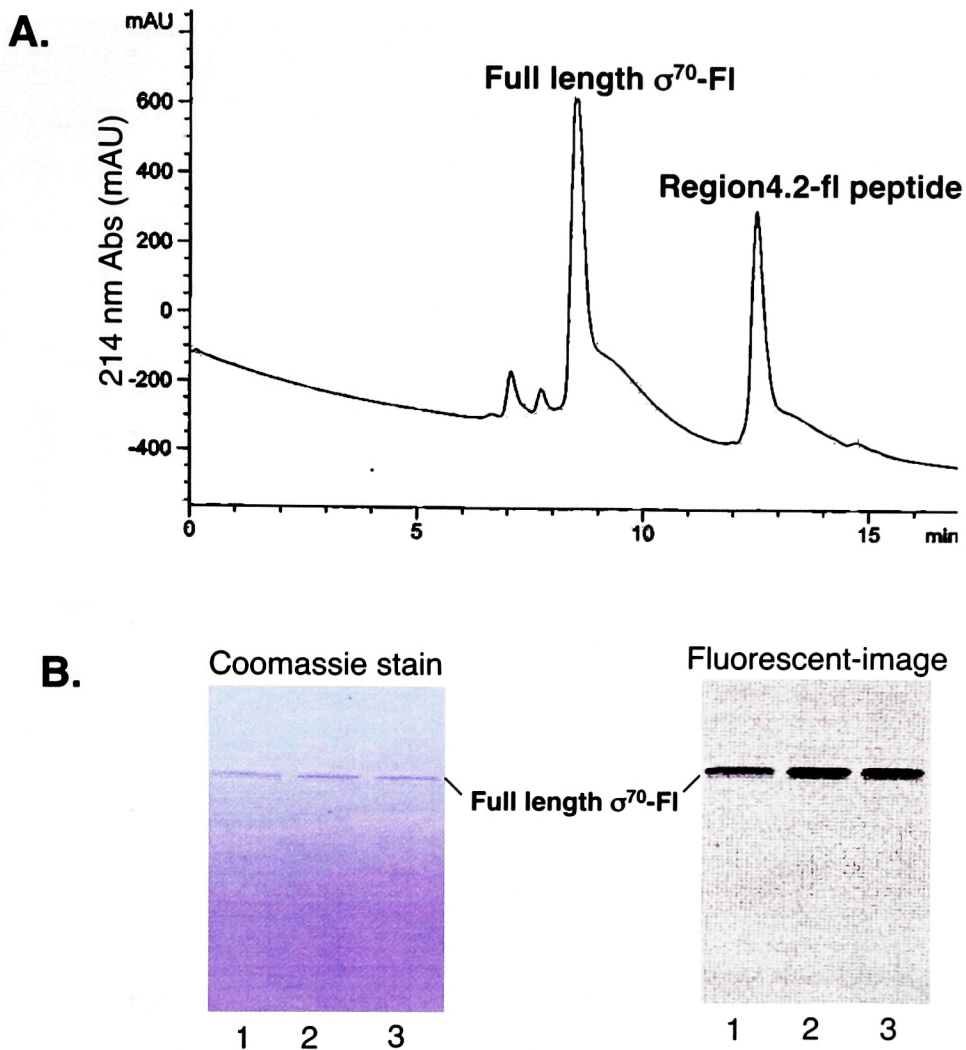 A.
mAU
600
400
200
0
-200
-400
214 nm Abs (mAU)
Full length σ⁷⁰-Fl
Region4.2-fl peptide
0 5 10 15 min
B.
Coomassie stain
Fluorescent-image
Full length σ⁷⁰-Fl
1 2 3
1 2 3